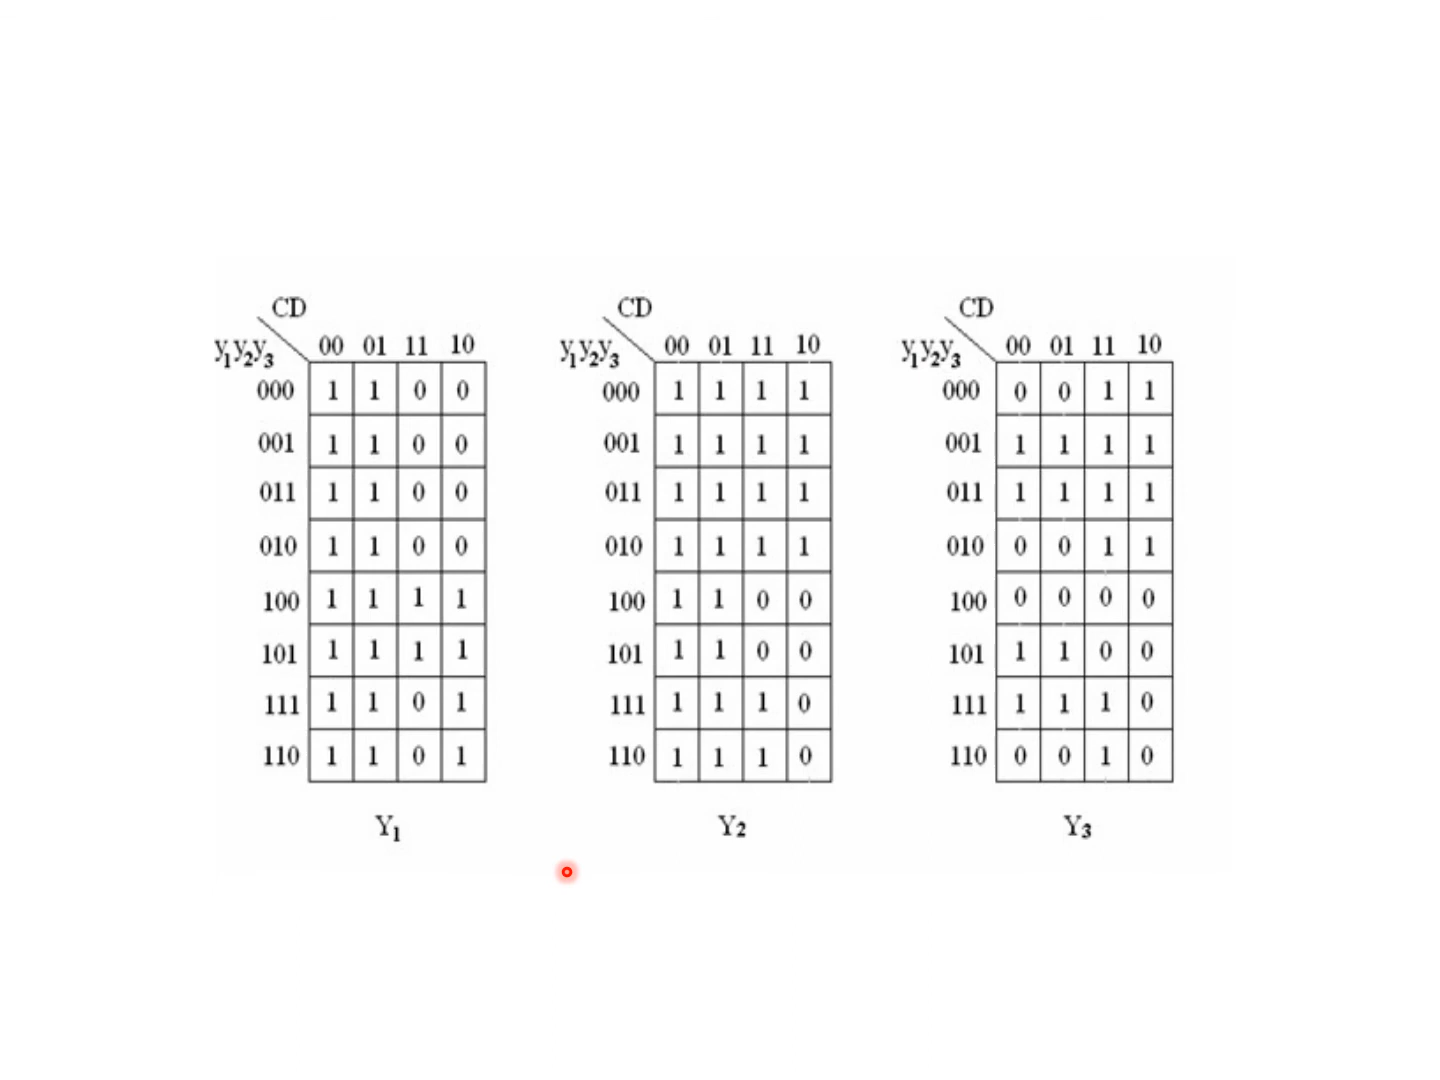 CD CD CD
y1y2y3 00 01 11 10 y1y2y3 00 01 11 10 y1y2y3 00 01 11 10
000 1 1 0 0 000 1 1 1 1 000 0 0 1 1
001 1 1 0 0 001 1 1 1 1 001 1 1 1 1
011 1 1 0 0 011 1 1 1 1 011 1 1 1 1
010 1 1 0 0 010 1 1 1 1 010 0 0 1 1
100 1 1 1 1 100 1 1 0 0 100 0 0 0 0
101 1 1 1 1 101 1 1 0 0 101 1 1 0 0
111 1 1 0 1 111 1 1 1 0 111 1 1 1 0
110 1 1 0 1 110 1 1 1 0 110 0 0 1 0
Y1 Y2 Y3